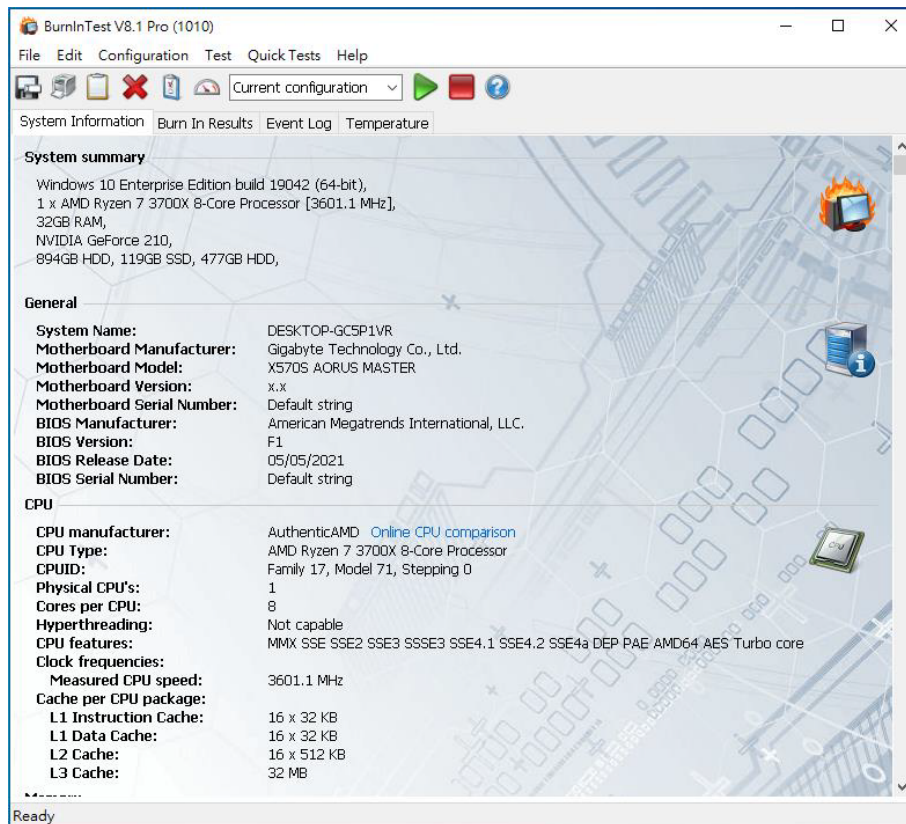 BurnInTest V8.1 Pro (1010)
File Edit Configuration Test Quick Tests Help
Current configuration
System Information Burn In Results Event Log Temperature
System summary
Windows 10 Enterprise Edition build 19042 (64-bit),
1 x AMD Ryzen 7 3700X 8-Core Processor [3601.1 MHz],
32GB RAM,
NVIDIA GeForce 210,
894GB HDD, 119GB SSD, 477GB HDD,
General
System Name: DESKTOP-GC5P1VR
Motherboard Manufacturer: Gigabyte Technology Co., Ltd.
Motherboard Model: X570S AORUS MASTER
Motherboard Version: x.x
Motherboard Serial Number: Default string
BIOS Manufacturer: American Megatrends International, LLC.
BIOS Version: F1
BIOS Release Date: 05/05/2021
BIOS Serial Number: Default string
CPU
CPU manufacturer: AuthenticAMD Online CPU comparison
CPU Type: AMD Ryzen 7 3700X 8-Core Processor
CPUID: Family 17, Model 71, Stepping 0
Physical CPU's: 1
Cores per CPU: 8
Hyperthreading: Not capable
CPU features: MMX SSE SSE2 SSE3 SSSE3 SSE4.1 SSE4.2 SSE4a DEP PAE AMD64 AES Turbo core
Clock frequencies:
Measured CPU speed: 3601.1 MHz
Cache per CPU package:
L1 Instruction Cache: 16 x 32 KB
L1 Data Cache: 16 x 32 KB
L2 Cache: 16 x 512 KB
L3 Cache: 32 MB
Ready